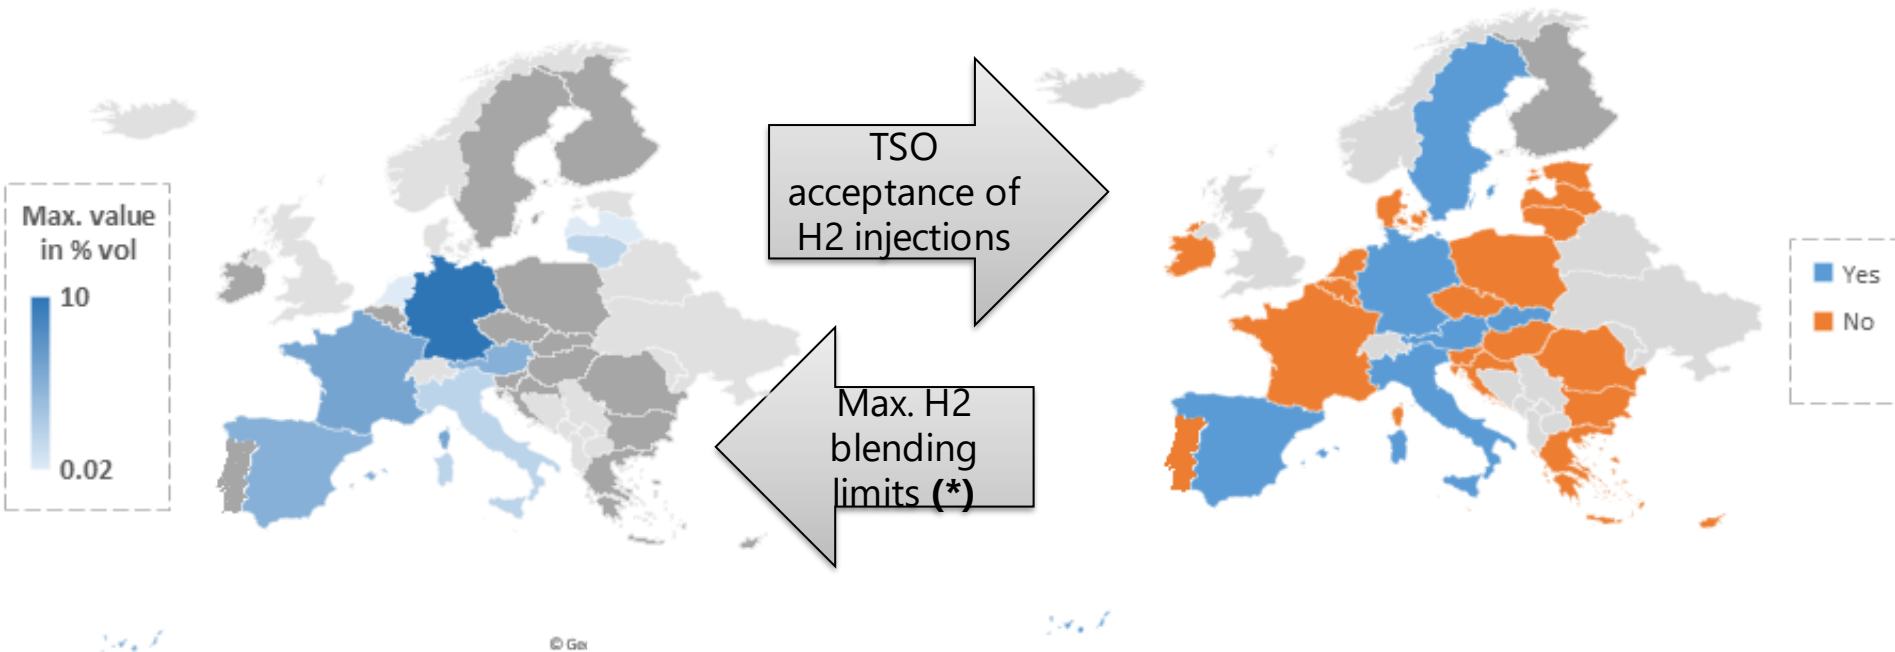 Max. value
in % vol
10
0.02
TSO
acceptance of
H2 injections
Max. H2
blending
limits (*)
Yes
No